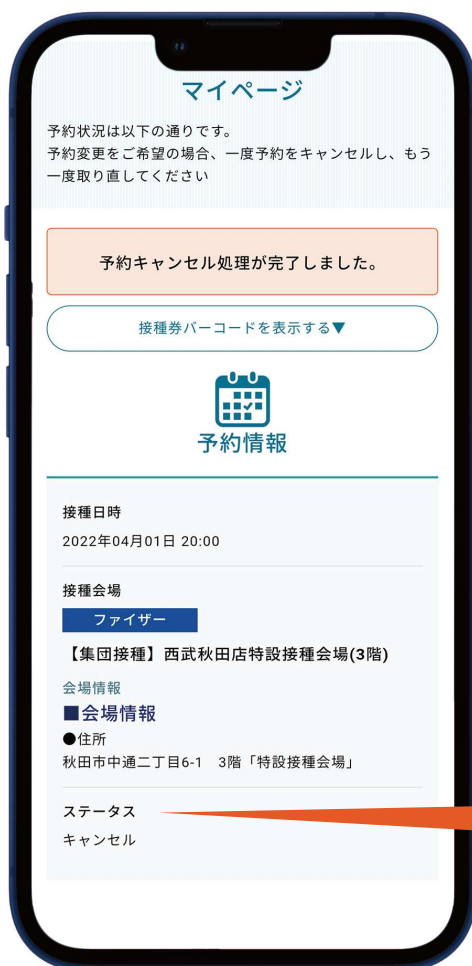 マイページ
予約状況は以下の通りです。
予約変更をご希望の場合、一度予約をキャンセルし、もう
一度取り直してください
予約キャンセル処理が完了しました。
接種券バーコードを表示する▼
予約情報
接種日時
2022年04月01日 20:00
接種会場
ファイザー
【集団接種】西武秋田店特設接種会場(3階)
会場情報
■会場情報
●住所
秋田市中通二丁目6-1　3階「特設接種会場」
ステータス
キャンセル